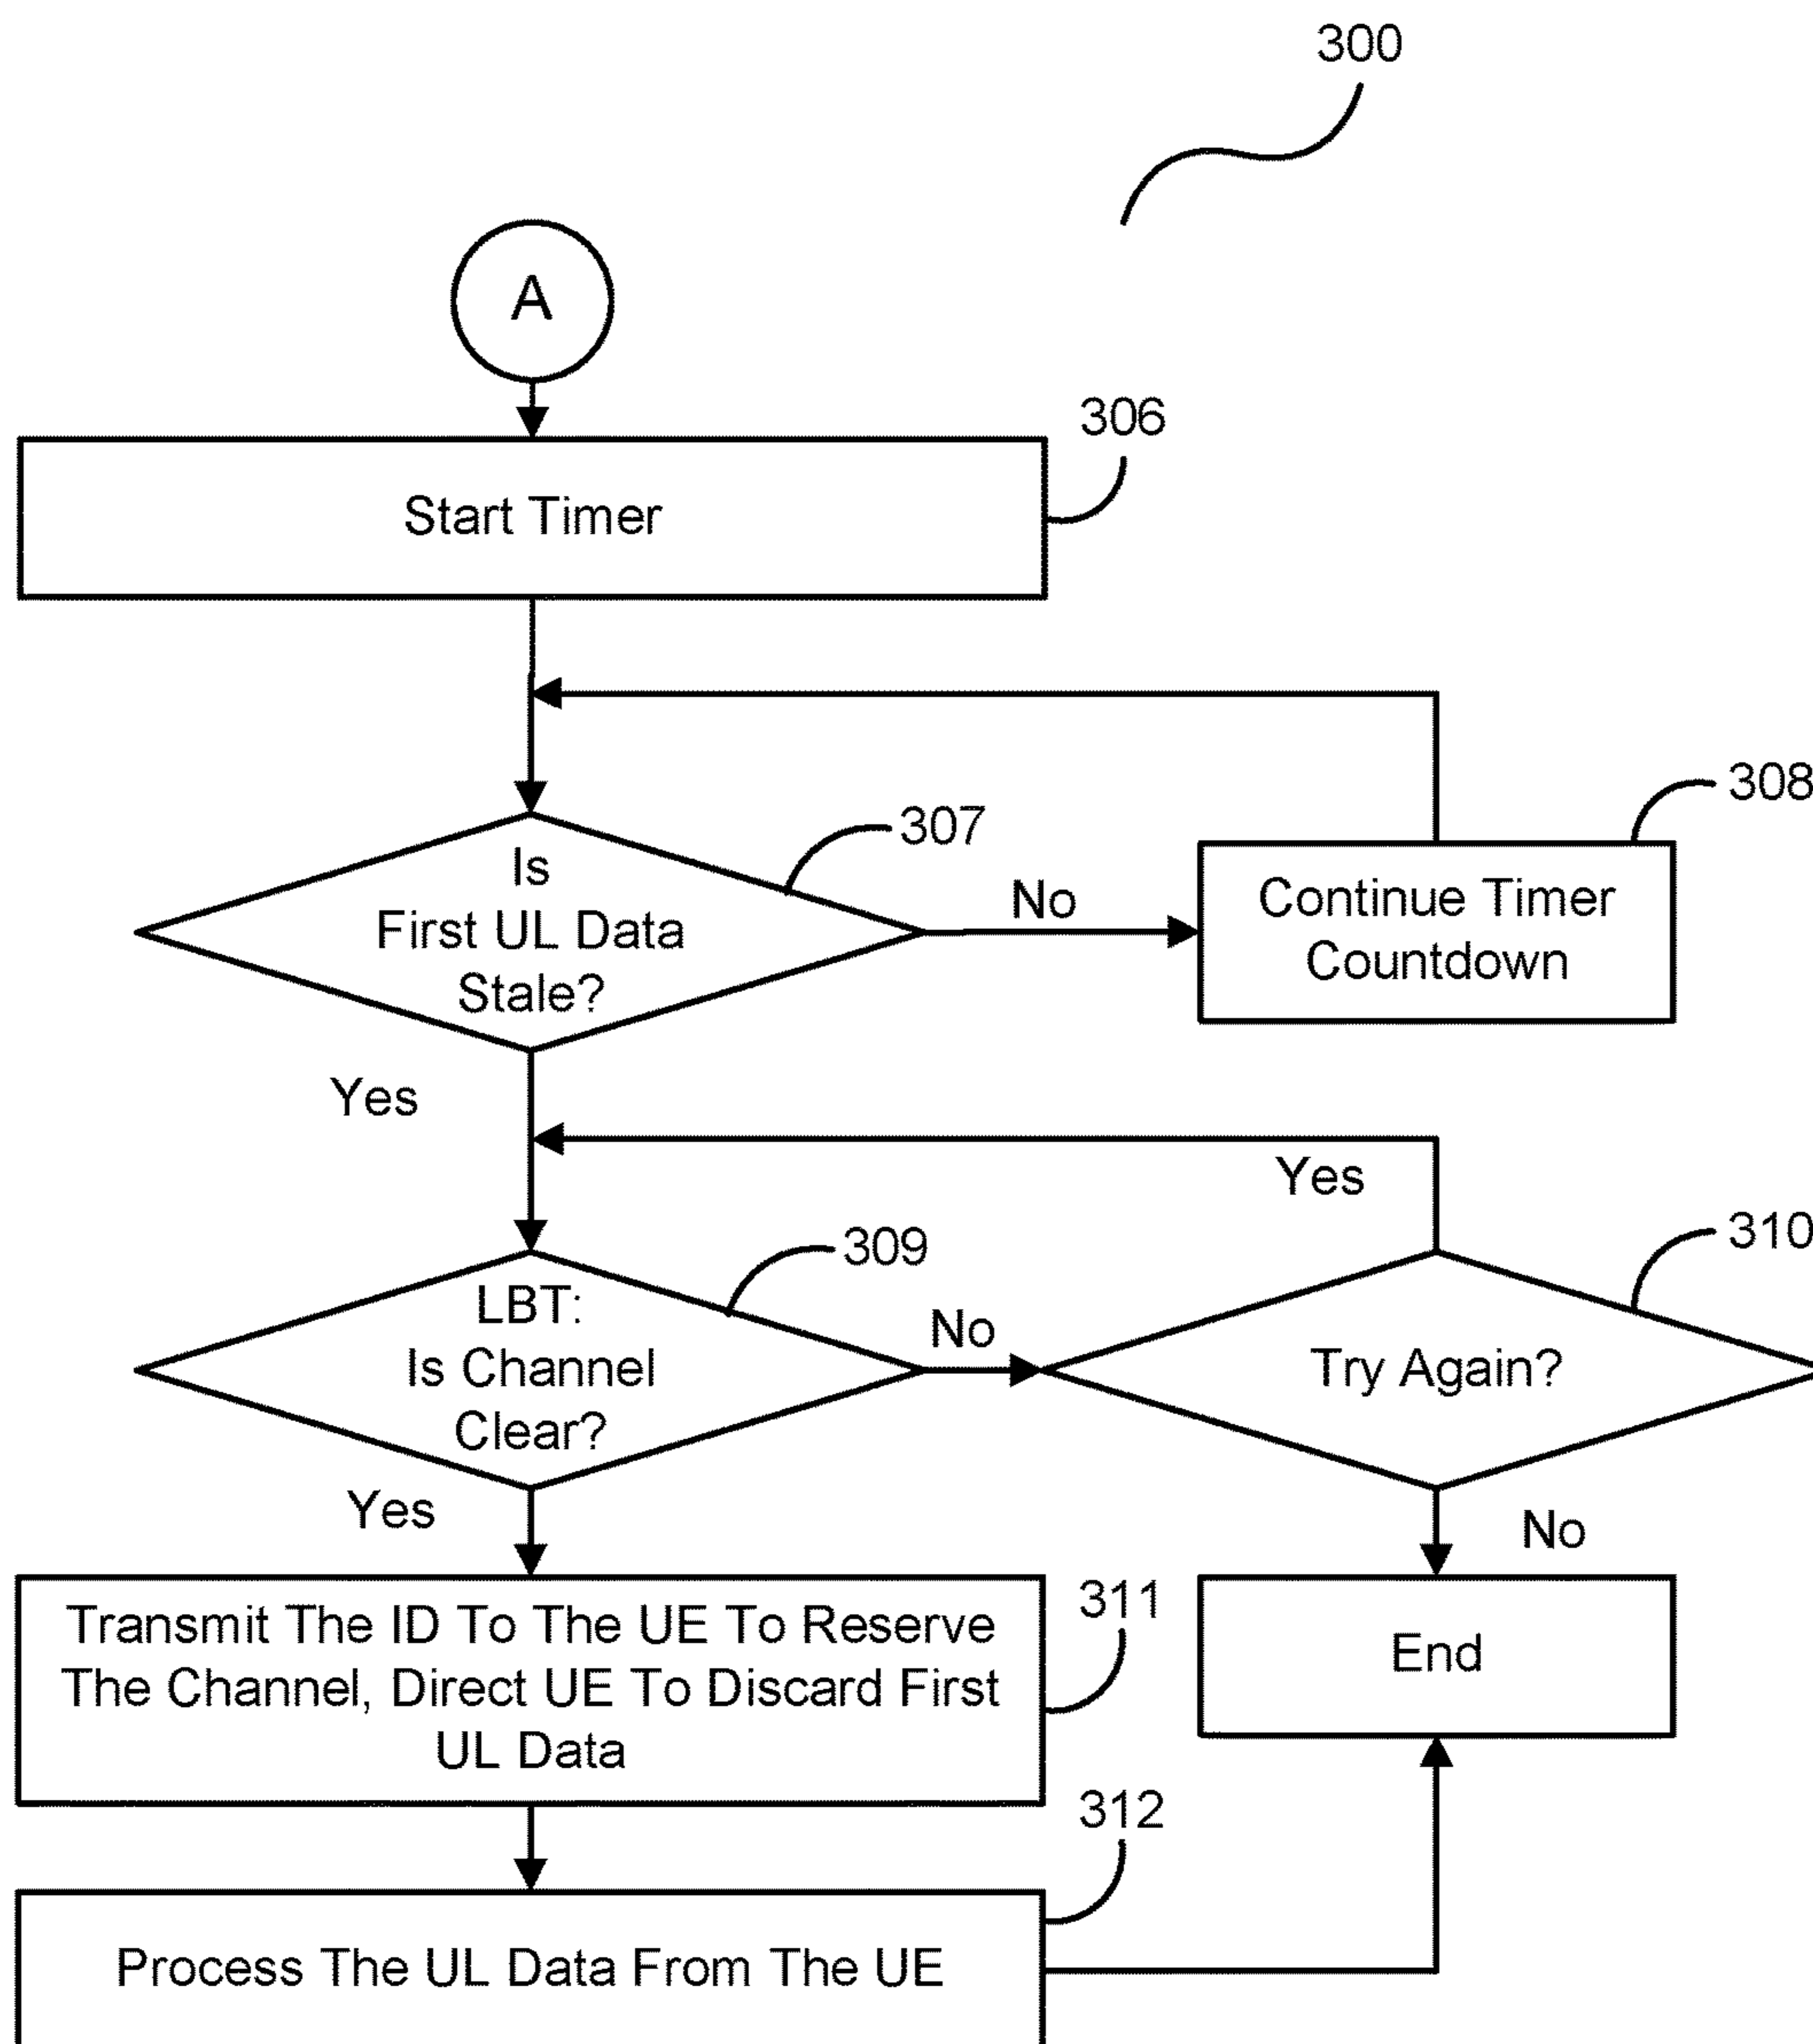 300
A
306
Start Timer
308
307
Is
First UL Data
Stale?
No
Continue Timer
Countdown
Yes
Yes
310
309
LBT:
Is Channel
Clear?
No
Try Again?
Yes
No
311
Transmit The ID To The UE To Reserve
The Channel, Direct UE To Discard First
UL Data
End
312
Process The UL Data From The UE